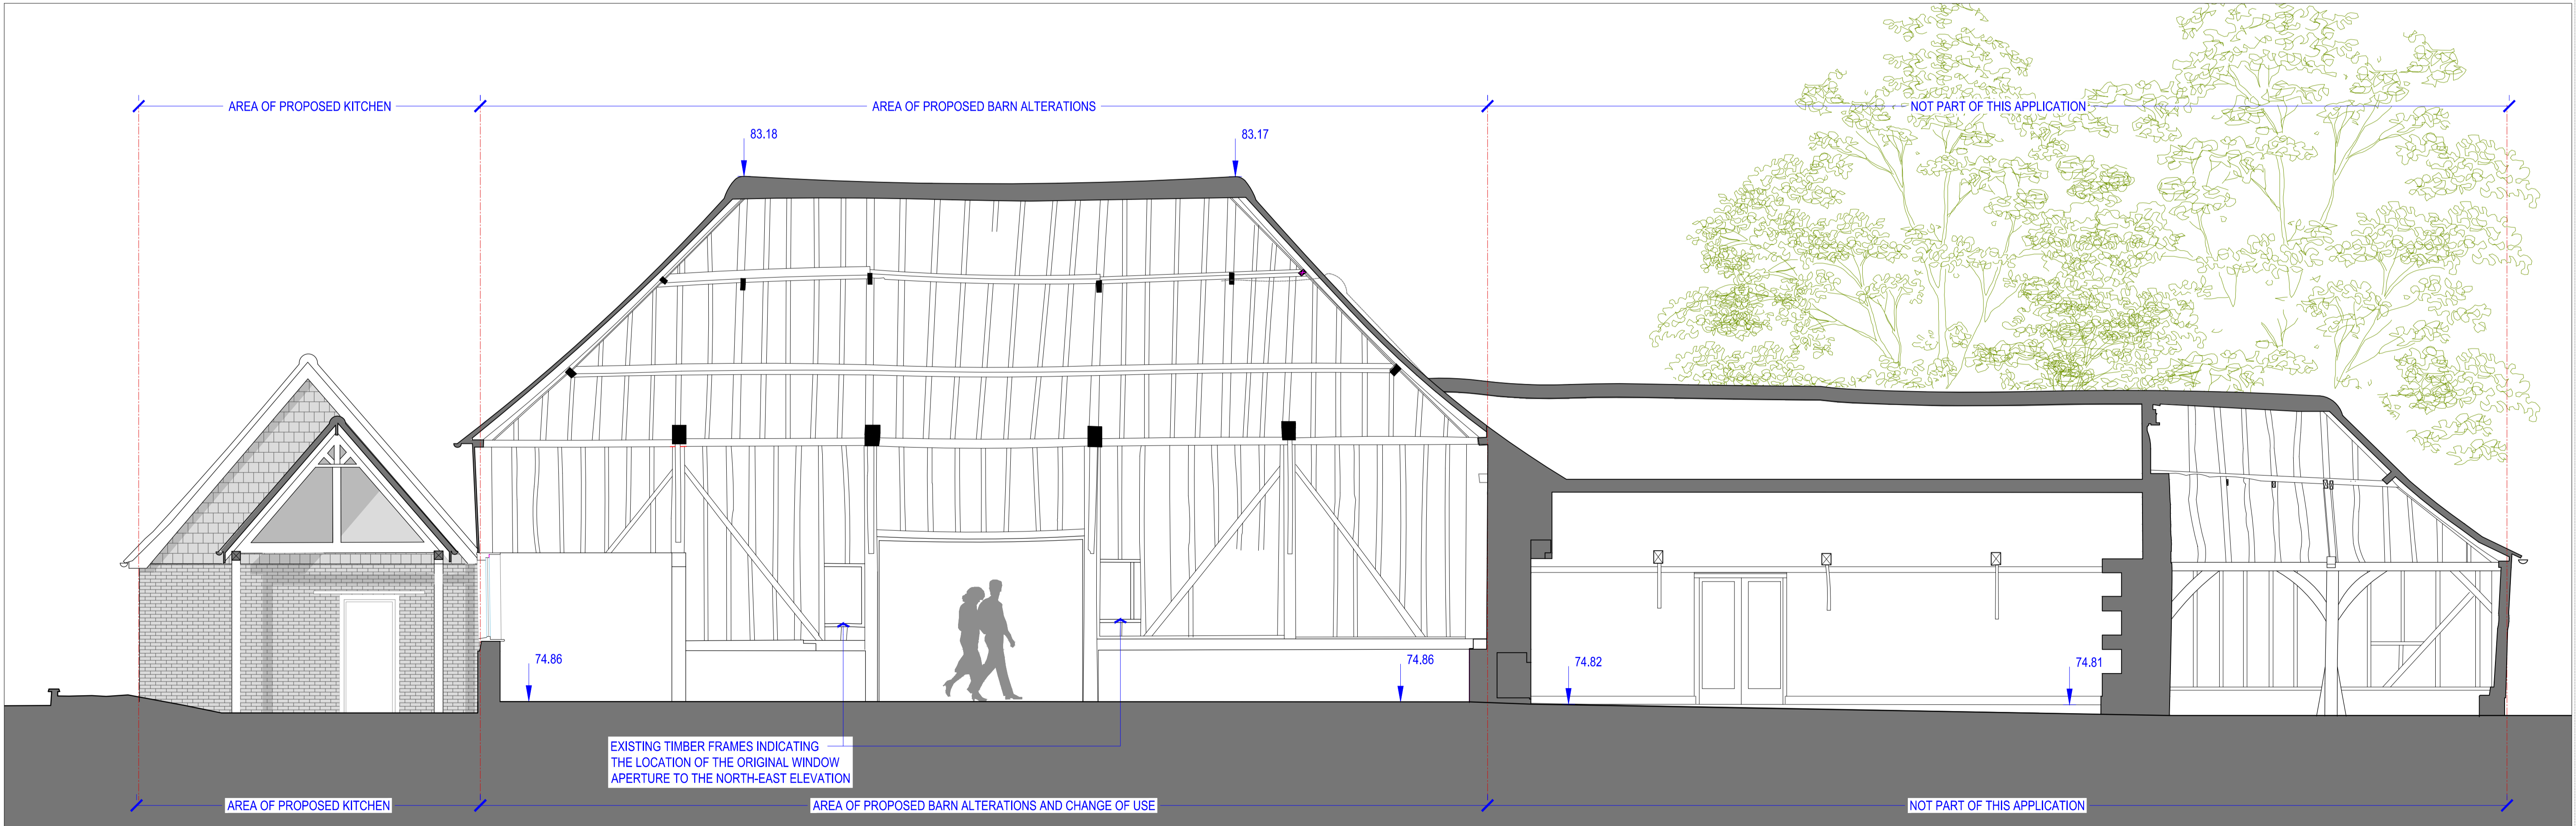 AREA OF PROPOSED KITCHEN
AREA OF PROPOSED BARN ALTERATIONS
NOT PART OF THIS APPLICATION
83.18
83.17
74.86
74.86
74.82
74.81
EXISTING TIMBER FRAMES INDICATING
THE LOCATION OF THE ORIGINAL WINDOW
APERTURE TO THE NORTH-EAST ELEVATION
AREA OF PROPOSED KITCHEN
AREA OF PROPOSED BARN ALTERATIONS AND CHANGE OF USE
NOT PART OF THIS APPLICATION